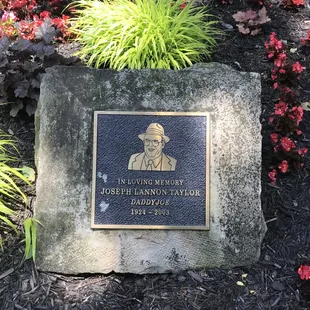 IN LOVING MEMORY
JOSEPH LANNON TAYLOR
DADDYJOE
1924 - 2003